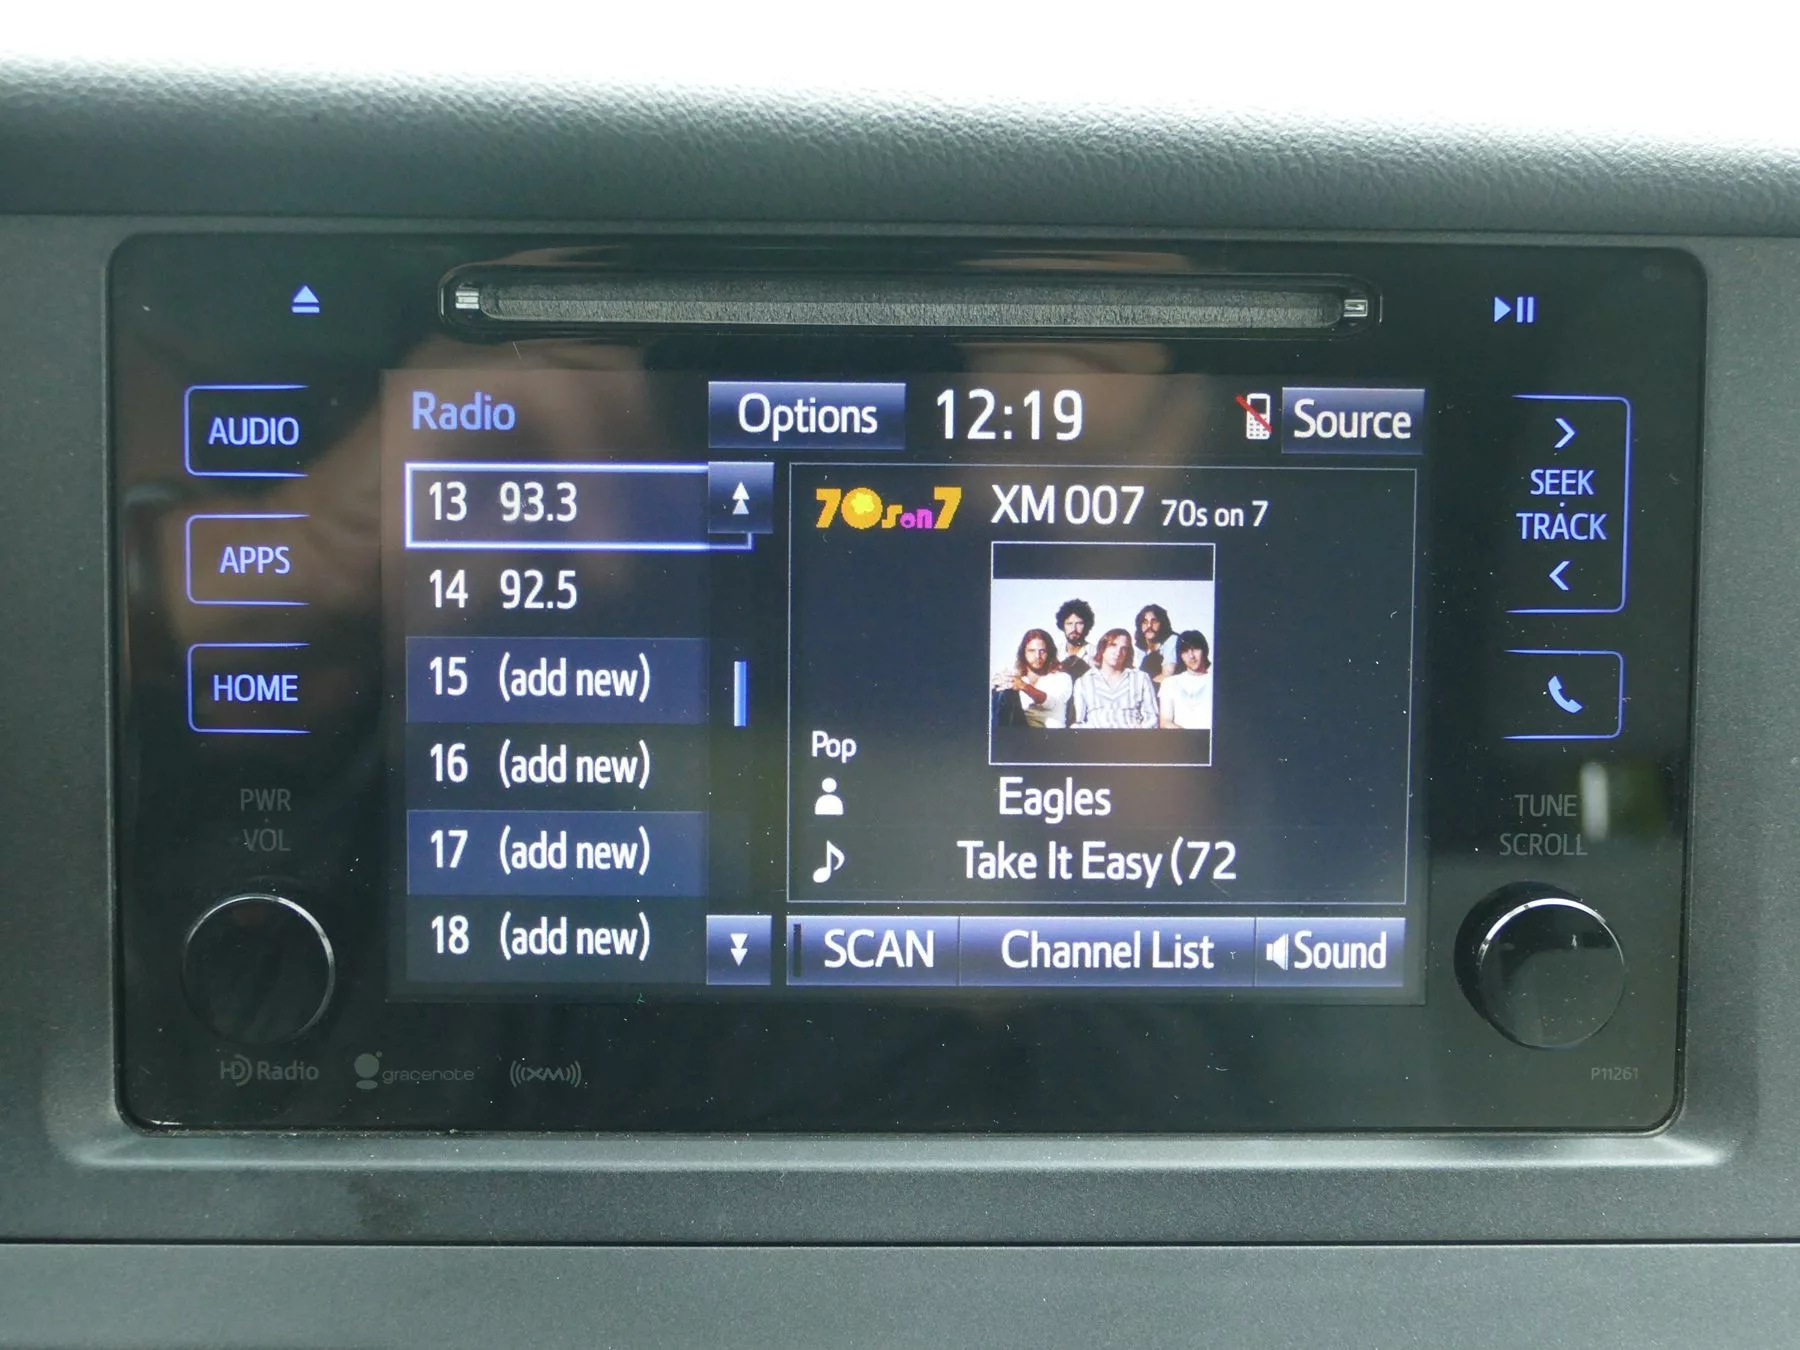 AUDIO
APPS
HOME
PWR
VOL
Radio
Options
12:19
Source
13 93.3
14 92.5
15 (add new)
16 (add new)
17 (add new)
18 (add new)
70s on 7
XM 007 70s on 7
Pop
Eagles
Take It Easy (72
SCAN
Channel List
Sound
SEEK
TRACK
TUNE
SCROLL
HD Radio
gracenote
((XM))
P11261